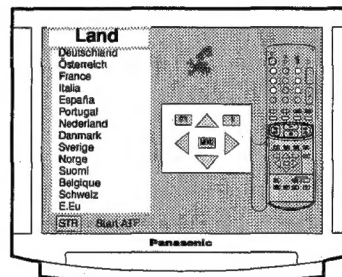 Land
Deutschland
Österreich
France
Italia
España
Portugal
Nederland
Danmark
Sverige
Norge
Suomi
Belgique
Schweiz
E.Eu
STR Start ATP
Panasonic